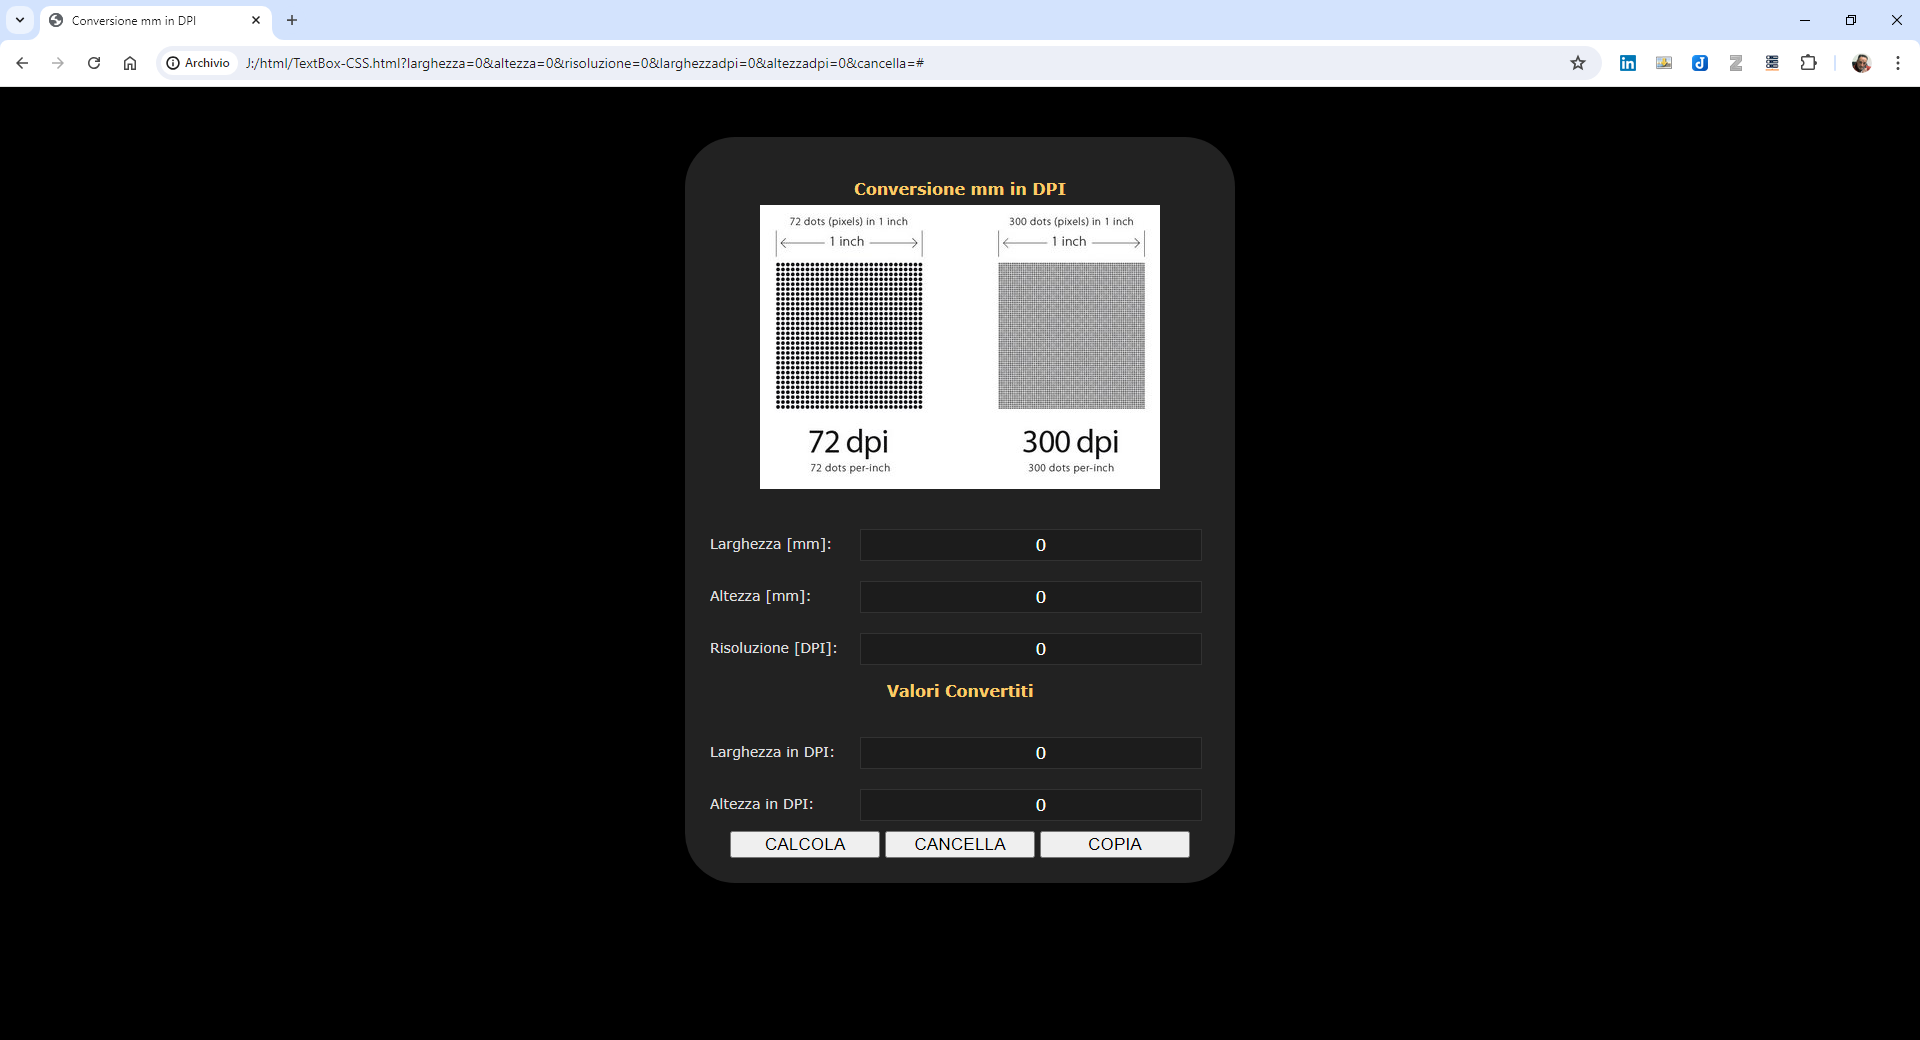 Conversione mm in DPI
Archivio
J:/html/TextBox-CSS.html?larghezza=0&altezza=0&risoluzione=0&larghezzadpi=0&altezzadpi=0&cancella=#
Conversione mm in DPI
72 dots (pixels) in 1 inch
300 dots (pixels) in 1 inch
1 inch
1 inch
72 dpi
300 dpi
72 dots per-inch
300 dots per-inch
Larghezza [mm]: 0
Altezza [mm]: 0
Risoluzione [DPI]: 0
Valori Convertiti
Larghezza in DPI: 0
Altezza in DPI: 0
CALCOLA CANCELLA COPIA